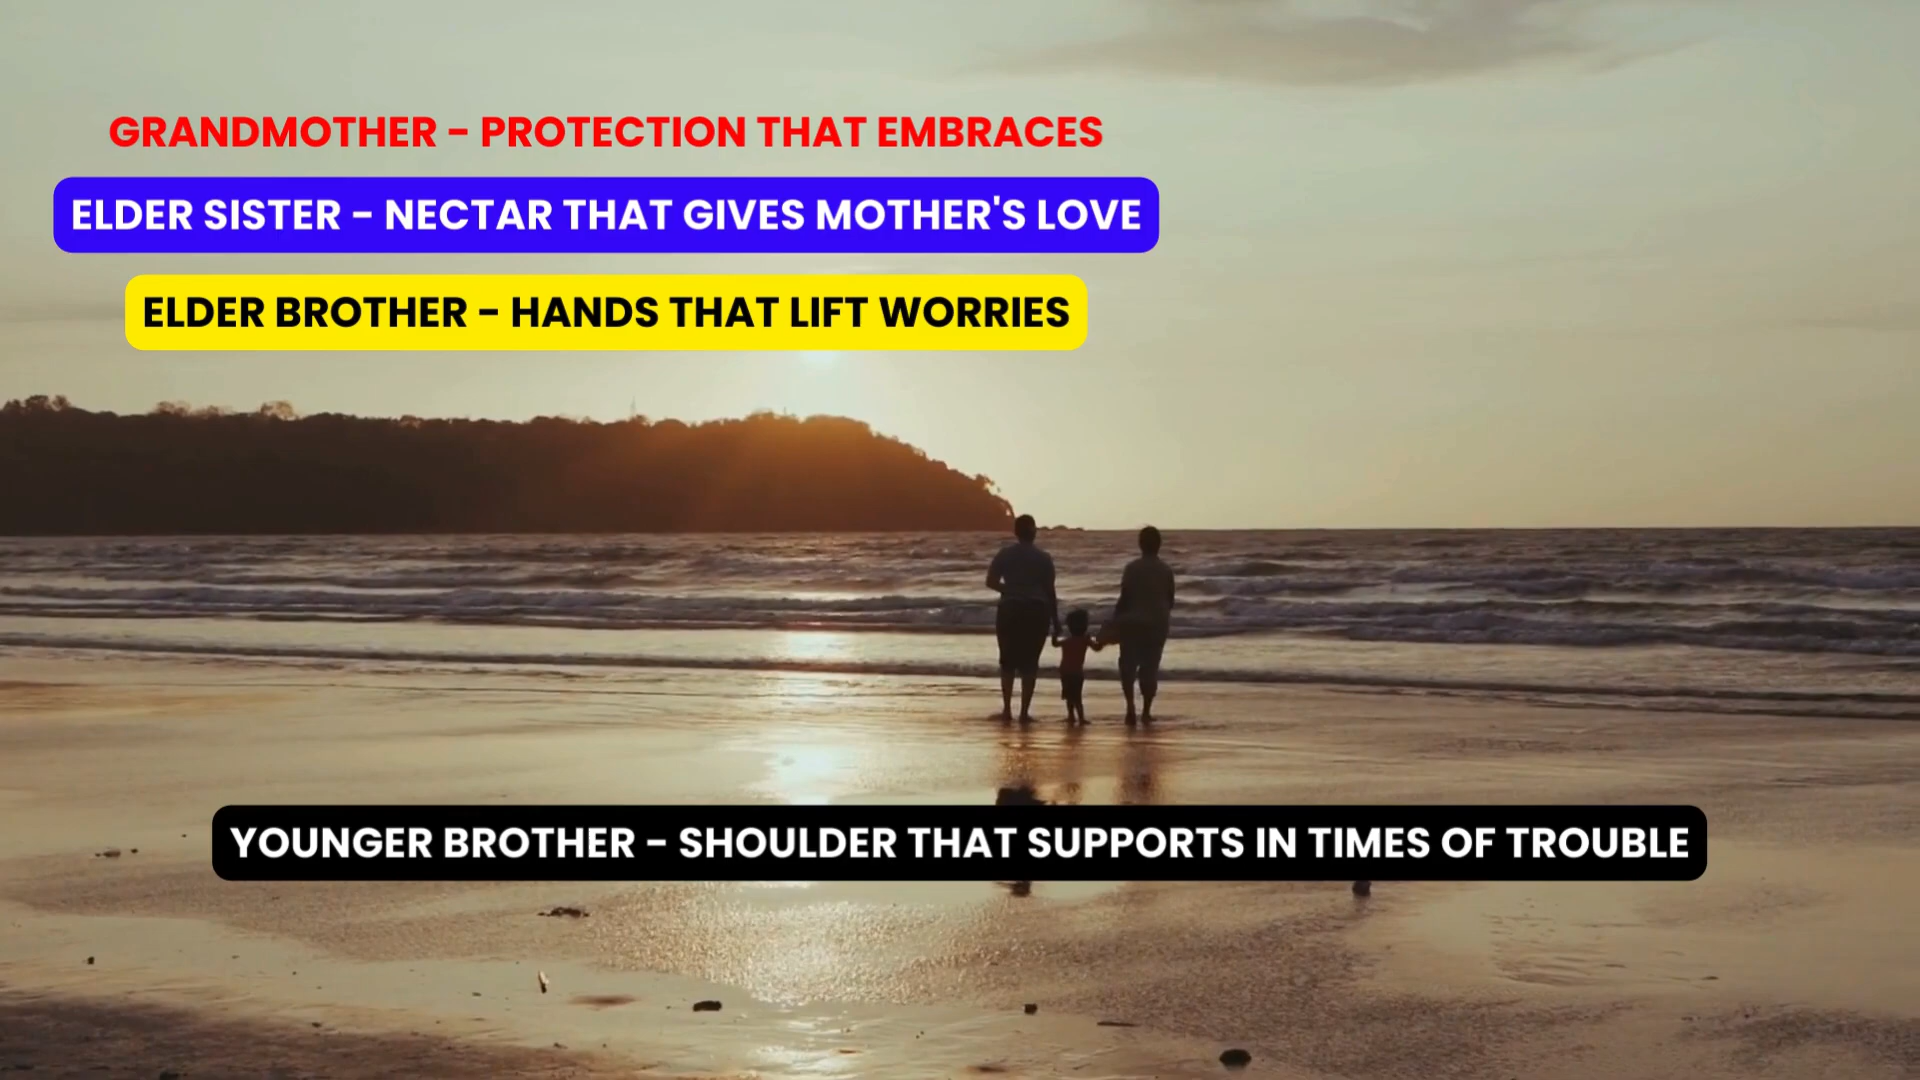 GRANDMOTHER - PROTECTION THAT EMBRACES
ELDER SISTER - NECTAR THAT GIVES MOTHER'S LOVE
ELDER BROTHER - HANDS THAT LIFT WORRIES
YOUNGER BROTHER - SHOULDER THAT SUPPORTS IN TIMES OF TROUBLE